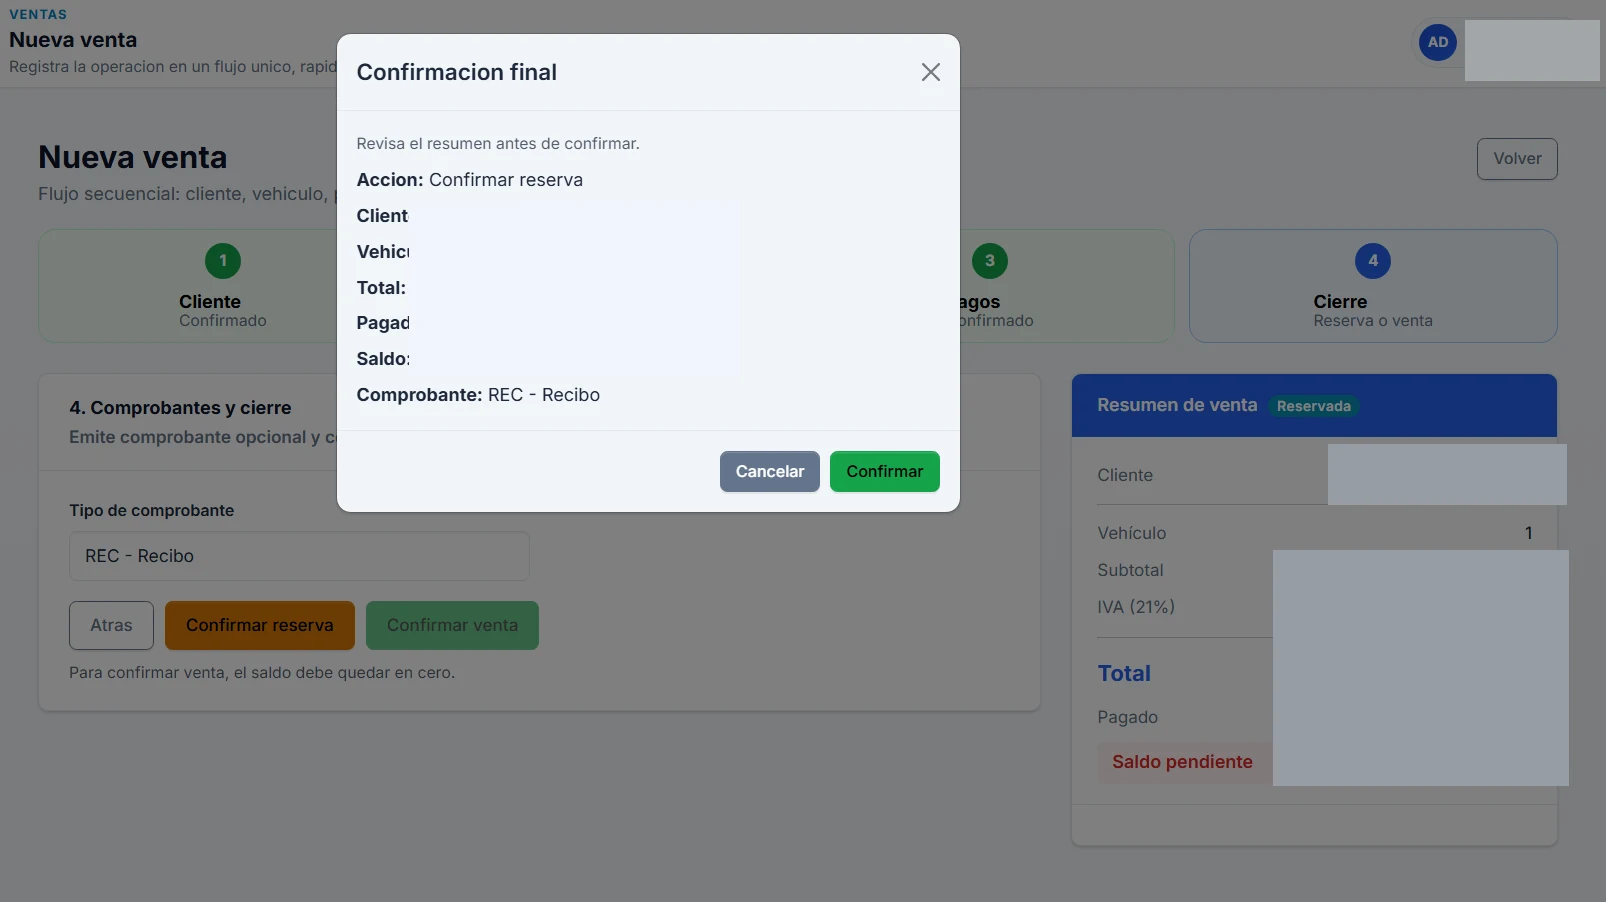 VENTAS
Nueva venta
Registra la operacion en un flujo unico, rapid
AD
Nueva venta
Flujo secuencial: cliente, vehiculo,
Volver
1
Cliente
Confirmado
3
agos
onfirmado
4
Cierre
Reserva o venta
Confirmacion final
Revisa el resumen antes de confirmar.
Accion: Confirmar reserva
Client
Vehicu
Total:
Pagad
Saldo:
Comprobante: REC - Recibo
Cancelar
Confirmar
4. Comprobantes y cierre
Emite comprobante opcional y c
Tipo de comprobante
REC - Recibo
Atras
Confirmar reserva
Confirmar venta
Para confirmar venta, el saldo debe quedar en cero.
Resumen de venta Reservada
Cliente
Vehículo 1
Subtotal
IVA (21%)
Total
Pagado
Saldo pendiente